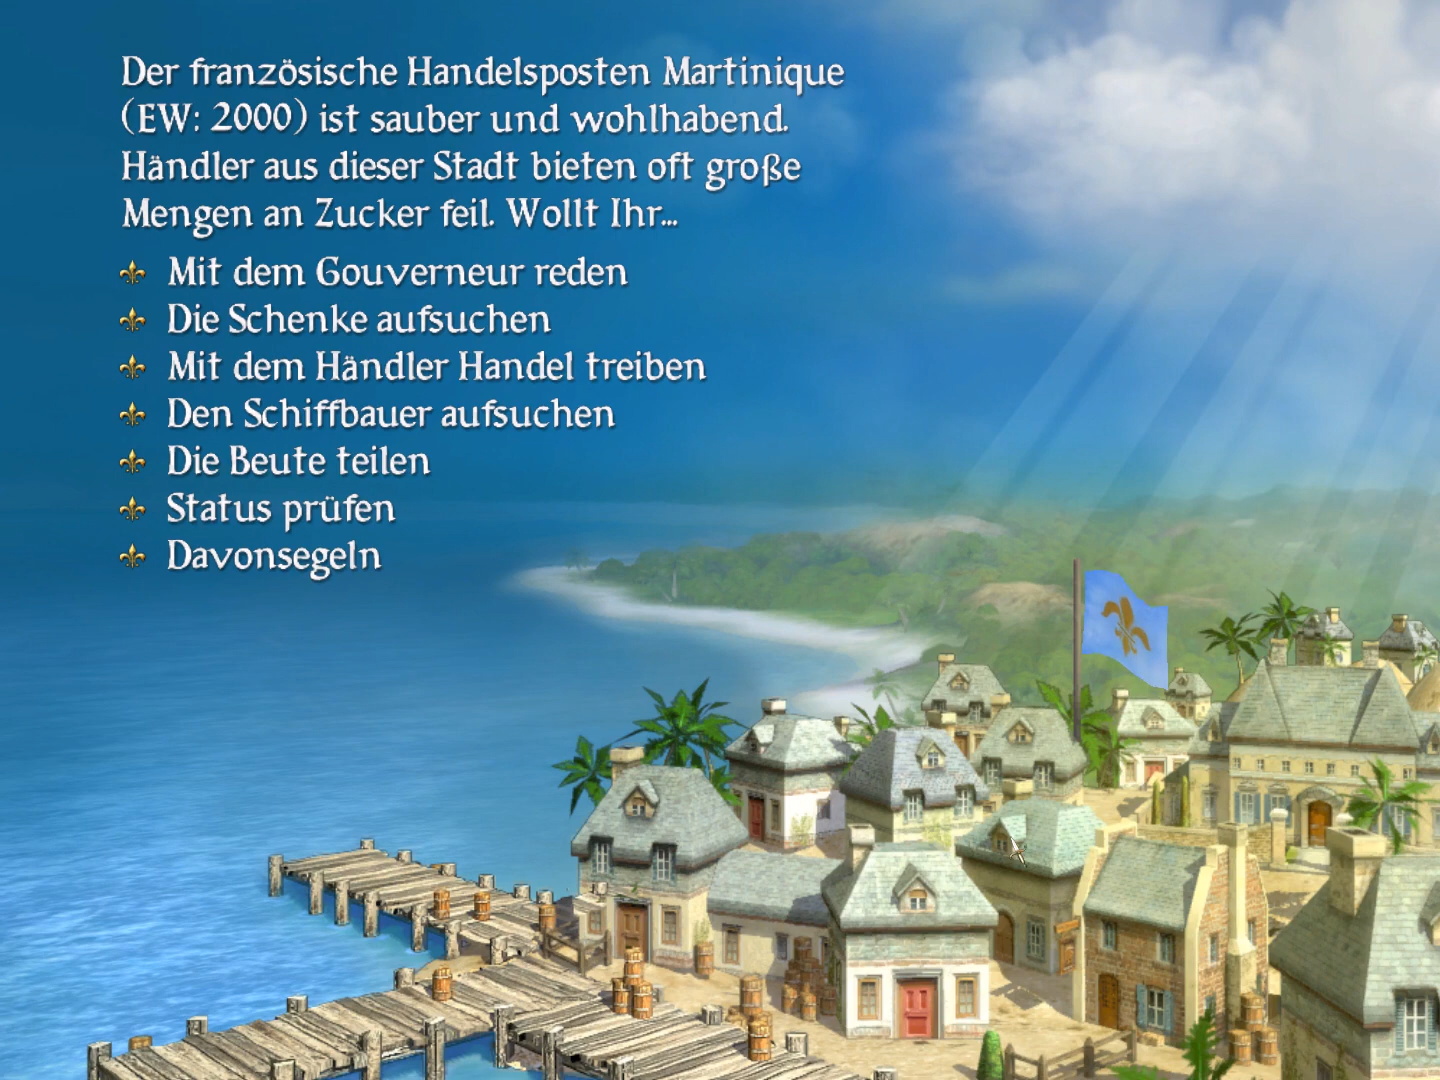 Der französische Handelsposten Martinique
(EW: 2000) ist sauber und wohlhabend.
Händler aus dieser Stadt bieten oft große
Mengen an Zucker feil. Wollt Ihr...
Mit dem Gouverneur reden
Die Schenke aufsuchen
Mit dem Händler Handel treiben
Den Schiffbauer aufsuchen
Die Beute teilen
Status prüfen
Davonsegeln